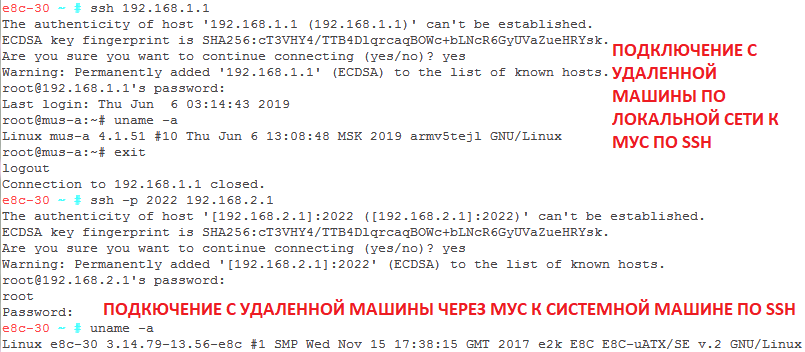 e8c-30 ~ # ssh 192.168.1.1
The authenticity of host '192.168.1.1 (192.168.1.1)' can't be established.
ECDSA key fingerprint is SHA256:cT3VHY4/TTB4DlqrcaqBOWc+bLNcR6GyUVaZueHRYsk.
Are you sure you want to continue connecting (yes/no)? yes
Warning: Permanently added '192.168.1.1' (ECDSA) to the list of known hosts.
root@192.168.1.1's password:
Last login: Thu Jun  6 03:14:43 2019
root@mus-a:~# uname -a
Linux mus-a 4.1.51 #10 Thu Jun 6 13:08:48 MSK 2019 armv5tejl GNU/Linux
root@mus-a:~# exit
logout
Connection to 192.168.1.1 closed.
ПОДКЛЮЧЕНИЕ С
УДАЛЕННОЙ
МАШИНЫ ПО
ЛОКАЛЬНОЙ СЕТИ К
МУС ПО SSH
e8c-30 ~ # ssh -p 2022 192.168.2.1
The authenticity of host '[192.168.2.1]:2022 ([192.168.2.1]:2022)' can't be established.
ECDSA key fingerprint is SHA256:cT3VHY4/TTB4DlqrcaqBOWc+bLNcR6GyUVaZueHRYsk.
Are you sure you want to continue connecting (yes/no)? yes
Warning: Permanently added '[192.168.2.1]:2022' (ECDSA) to the list of known hosts.
root@192.168.2.1's password:
root
Password:
ПОДКЮЧЕНИЕ С УДАЛЕННОЙ МАШИНЫ ЧЕРЕЗ МУС К СИСТЕМНОЙ МАШИНЕ ПО SSH
e8c-30 ~ # uname -a
Linux e8c-30 3.14.79-13.56-e8c #1 SMP Wed Nov 15 17:38:15 GMT 2017 e2k E8C E8C-uATX/SE v.2 GNU/Linux